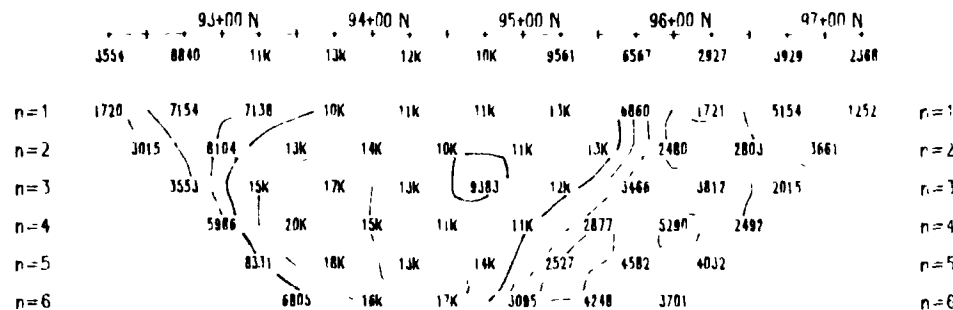 93+00 N 94+00 N 95+00 N 96+00 N 97+00 N
3554 8840 11K 13K 12K 10K 9561 6567 2927 3929 2368
n=1 1720 7154 7138 10K 11K 11K 13K 6860 1721 5154 1252 n=1
n=2 3015 8104 13K 14K 10K 11K 13K 2480 2803 3661 n=2
n=3 3553 15K 17K 13K 9383 12K 3466 3812 2015 n=3
n=4 5986 20K 15K 11K 11K 2877 5290 2492 n=4
n=5 8331 18K 13K 14K 2527 4582 4032 n=5
n=6 6805 16K 17K 3095 4248 3701 n=6